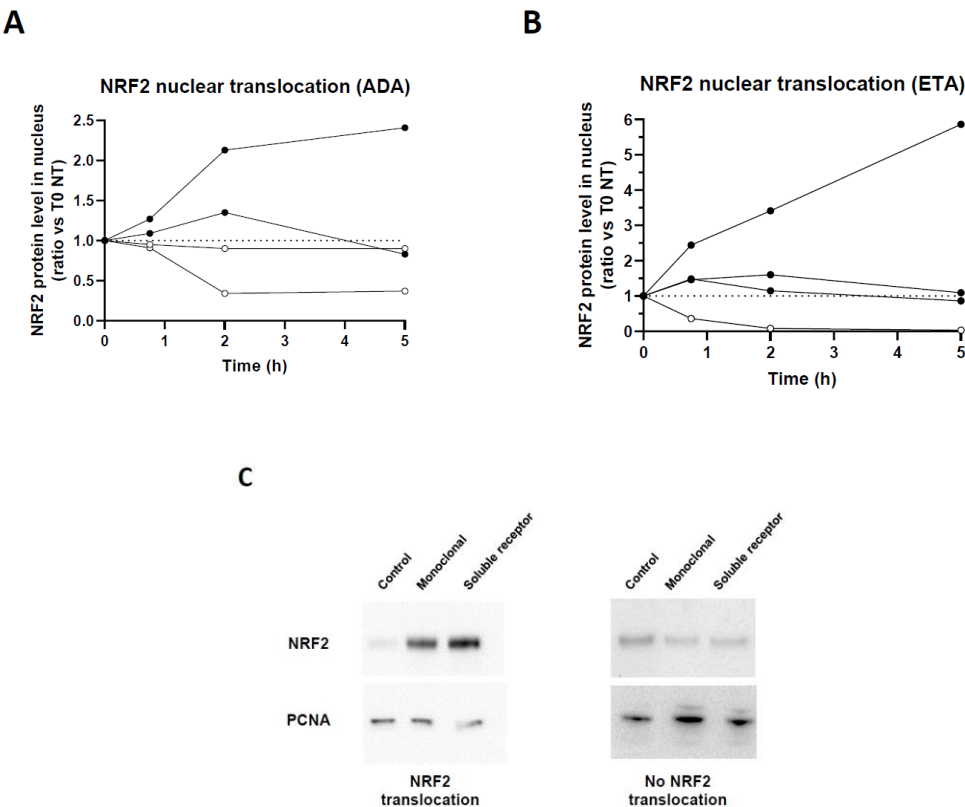 A
B
NRF2 nuclear translocation (ADA)
NRF2 protein level in nucleus
(ratio vs T0 NT)
2.5
2.0
1.5
1.0
0.5
0.0
0 1 2 3 4 5
Time (h)
NRF2 nuclear translocation (ETA)
NRF2 protein level in nucleus
(ratio vs T0 NT)
6
5
4
3
2
1
0
0 1 2 3 4 5
Time (h)
C
Control Monoclonal Soluble receptor
Control Monoclonal Soluble receptor
NRF2
PCNA
NRF2
translocation
No NRF2
translocation